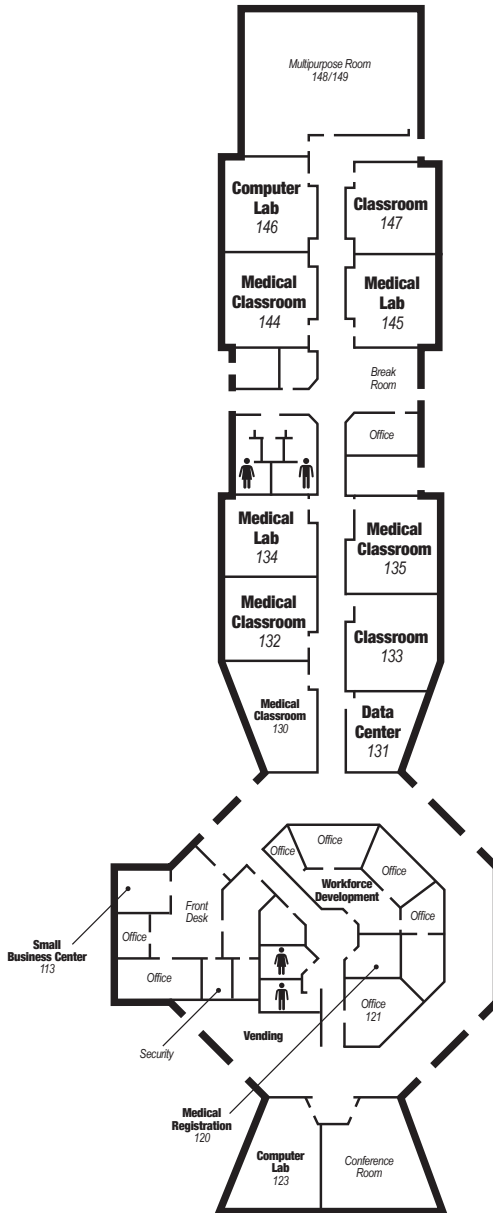 Multipurpose Room
148/149
Computer
Lab
146
Classroom
147
Medical
Classroom
144
Medical
Lab
145
Break
Room
Office
Medical
Lab
134
Medical
Classroom
135
Medical
Classroom
132
Classroom
133
Medical
Classroom
130
Data
Center
131
Office
Office
Office
Workforce
Development
Office
Front
Desk
Small
Business Center
113
Office
Office
Office
121
Security
Vending
Medical
Registration
120
Computer
Lab
123
Conference
Room